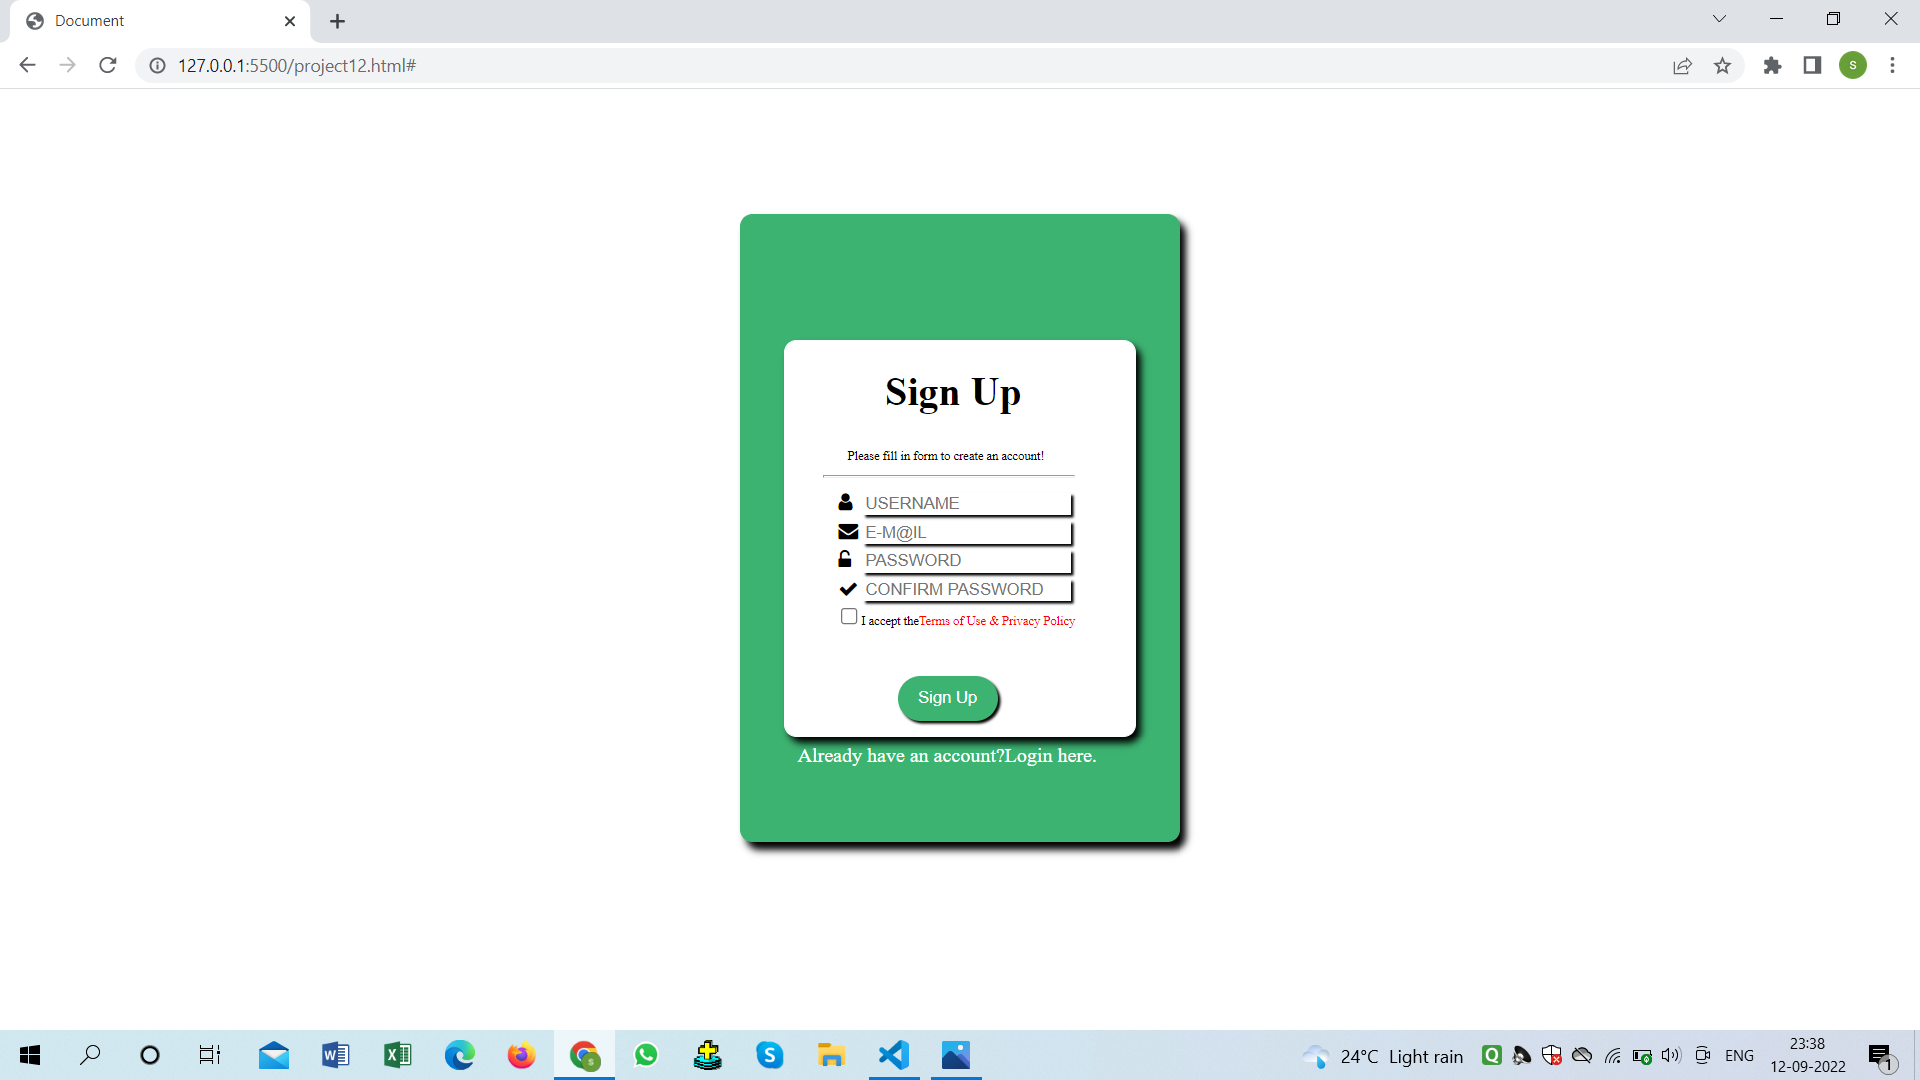 Document
127.0.0.1:5500/project12.html#
S
Sign Up
Please fill in form to create an account!
USERNAME
E-M@IL
PASSWORD
CONFIRM PASSWORD
I accept theTerms of Use & Privacy Policy
Sign Up
Already have an account?Login here.
24°C Light rain
ENG
23:38
12-09-2022
1